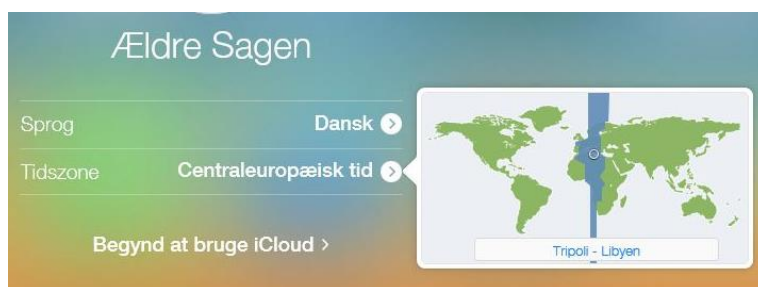 Ældre Sagen
Sprog Dansk
Tidszone Centraleuropæisk tid
Begynd at bruge iCloud >
Tripoli - Libyen